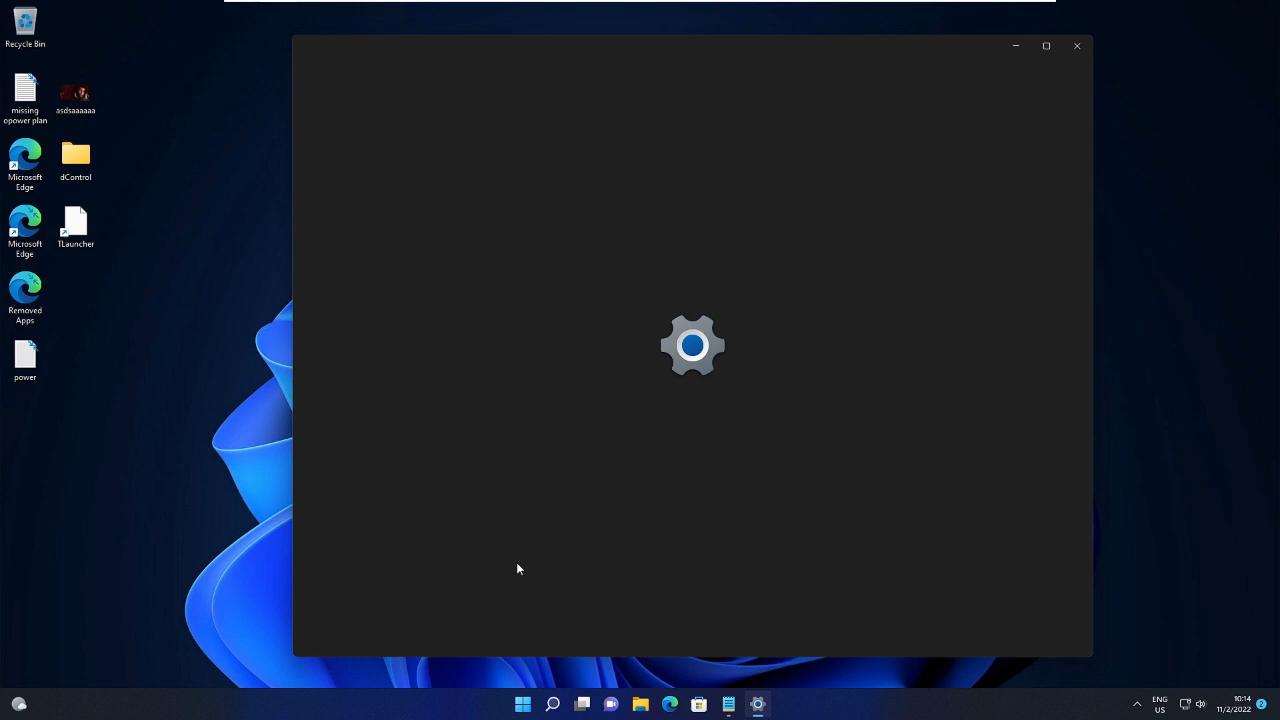 Recycle Bin
missing
opower plan
asdsaaaaaa
Microsoft
Edge
dControl
Microsoft
Edge
TLauncher
Removed
Apps
power
ENG
US
10:14
11/2/2022
2